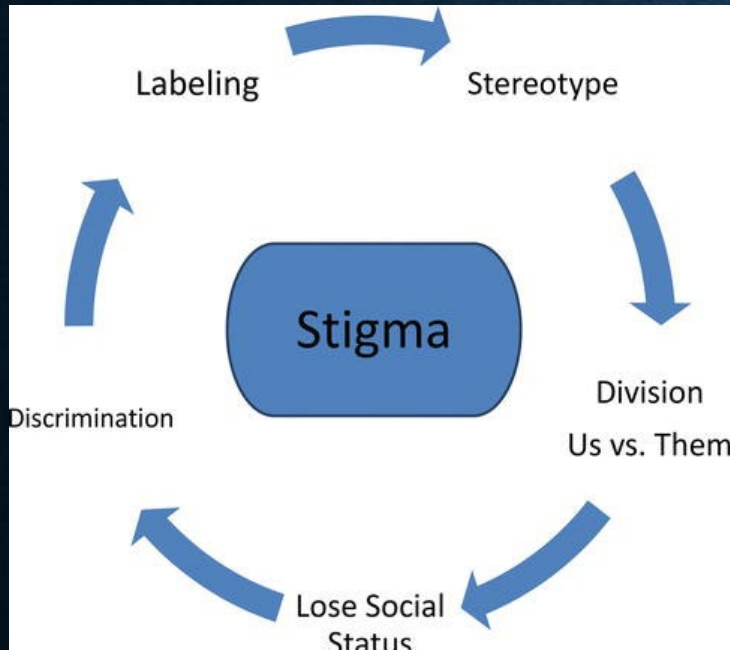 Labeling
Stereotype
Stigma
Division
Us vs. Them
Discrimination
Lose Social
Status